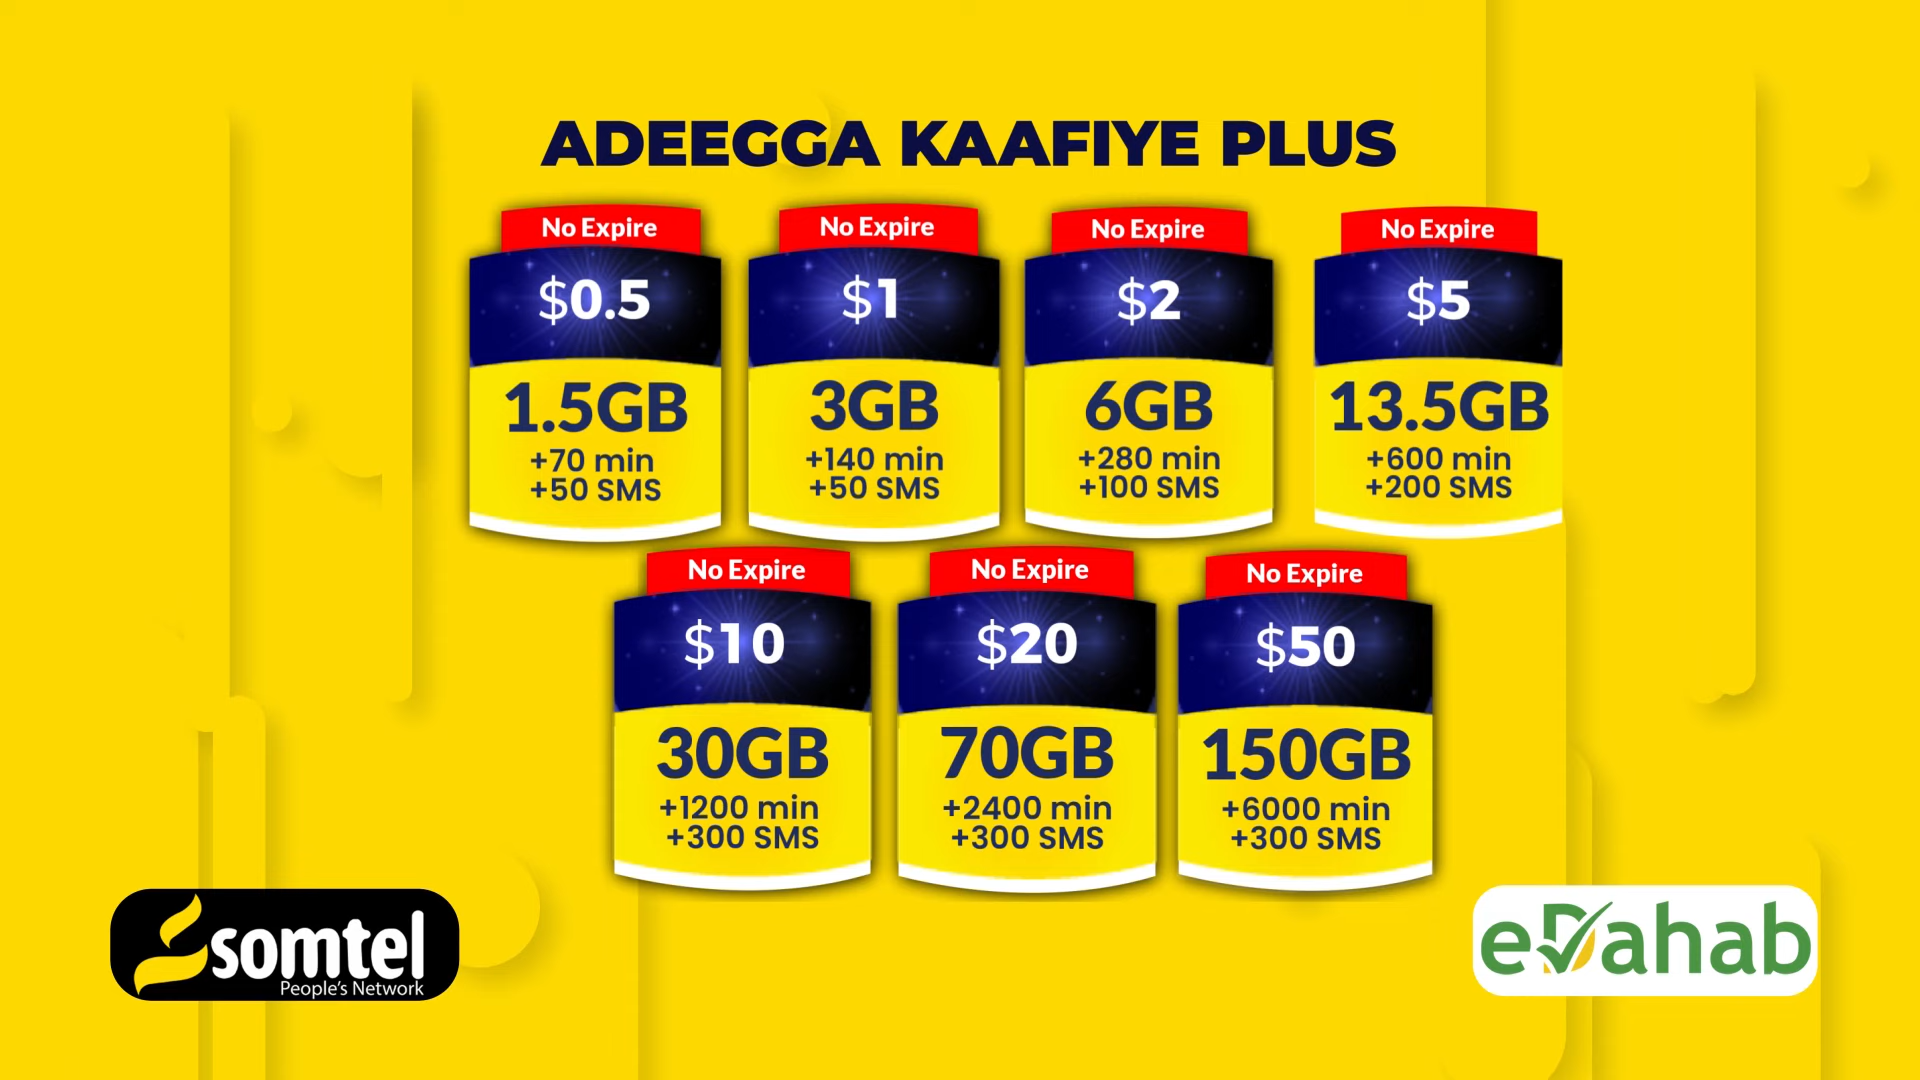 ADEEGGA KAAFIYE PLUS
No Expire
$0.5
1.5GB
+70 min
+50 SMS
No Expire
$1
3GB
+140 min
+50 SMS
No Expire
$2
6GB
+280 min
+100 SMS
No Expire
$5
13.5GB
+600 min
+200 SMS
No Expire
$10
30GB
+1200 min
+300 SMS
No Expire
$20
70GB
+2400 min
+300 SMS
No Expire
$50
150GB
+6000 min
+300 SMS
somtel
People's Network
eDahab